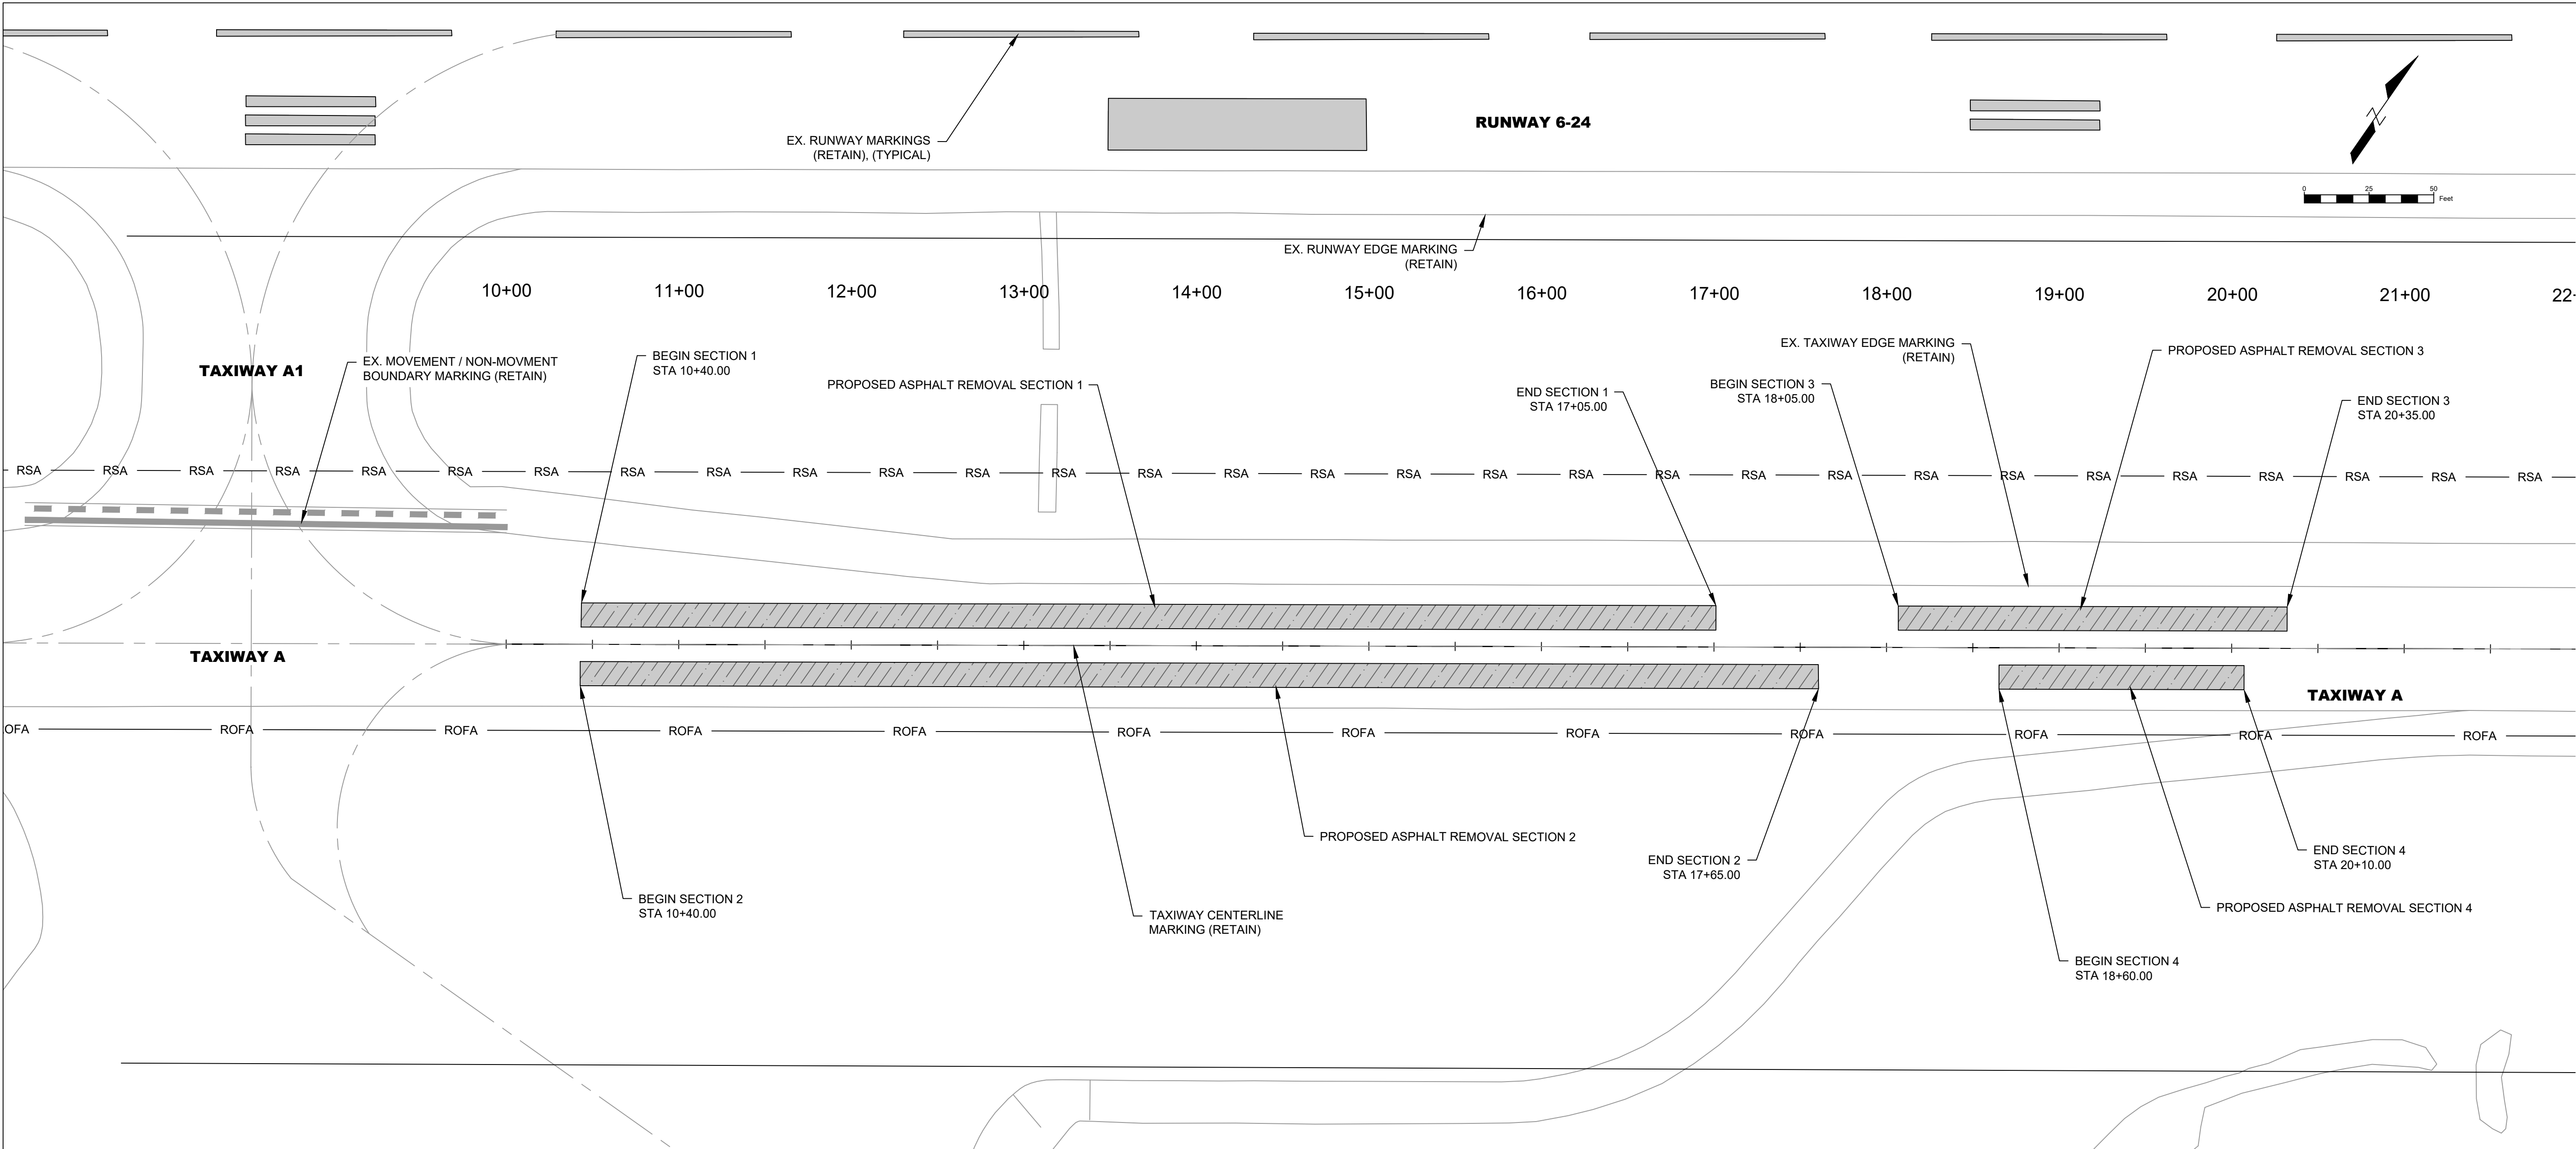 EX. RUNWAY MARKINGS
(RETAIN), (TYPICAL)
RUNWAY 6-24
N
0 25 50
Feet
EX. RUNWAY EDGE MARKING
(RETAIN)
10+00 11+00 12+00 13+00 14+00 15+00 16+00 17+00 18+00 19+00 20+00 21+00 22+
TAXIWAY A1
EX. MOVEMENT / NON-MOVMENT
BOUNDARY MARKING (RETAIN)
BEGIN SECTION 1
STA 10+40.00
PROPOSED ASPHALT REMOVAL SECTION 1
END SECTION 1
STA 17+05.00
BEGIN SECTION 3
STA 18+05.00
EX. TAXIWAY EDGE MARKING
(RETAIN)
PROPOSED ASPHALT REMOVAL SECTION 3
END SECTION 3
STA 20+35.00
RSA RSA RSA RSA RSA RSA RSA RSA RSA RSA RSA RSA RSA RSA RSA RSA RSA RSA RSA RSA RSA RSA RSA RSA RSA RSA RSA RSA RSA RSA
TAXIWAY A
TAXIWAY A
OFA ROFA ROFA ROFA ROFA ROFA ROFA ROFA ROFA ROFA ROFA ROFA
PROPOSED ASPHALT REMOVAL SECTION 2
END SECTION 2
STA 17+65.00
END SECTION 4
STA 20+10.00
BEGIN SECTION 2
STA 10+40.00
TAXIWAY CENTERLINE
MARKING (RETAIN)
PROPOSED ASPHALT REMOVAL SECTION 4
BEGIN SECTION 4
STA 18+60.00